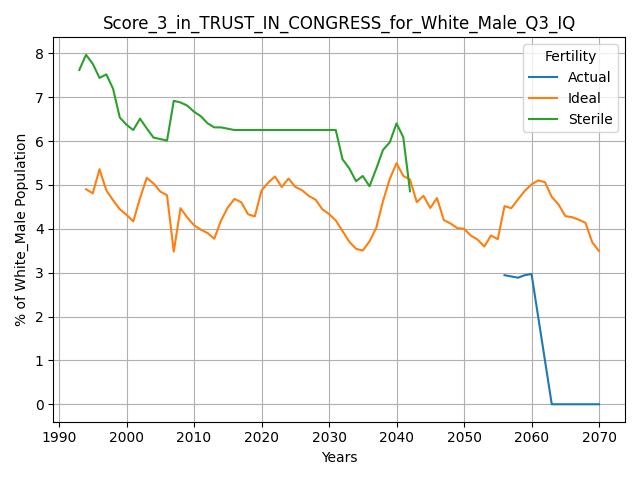 Score_3_in_TRUST_IN_CONGRESS_for_White_Male_Q3_IQ
% of White_Male Population
8
7
6
5
4
3
2
1
0
Fertility
Actual
Ideal
Sterile
1990 2000 2010 2020 2030 2040 2050 2060 2070
Years